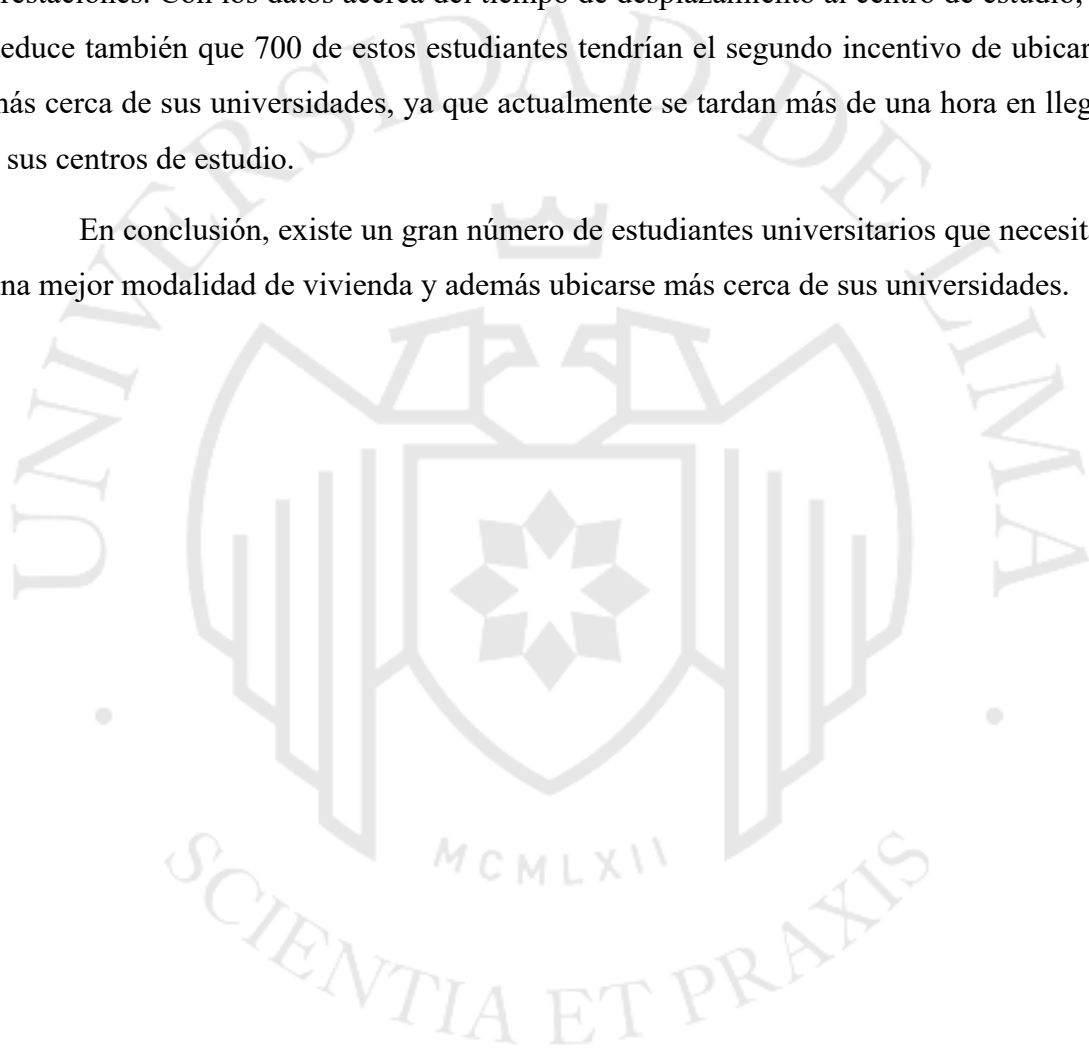 restaciones. Con los datos acerca del tiempo de desplazamiento al centro de estudio,
educe también que 700 de estos estudiantes tendrían el segundo incentivo de ubicar
más cerca de sus universidades, ya que actualmente se tardan más de una hora en lleg
sus centros de estudio.
En conclusión, existe un gran número de estudiantes universitarios que necesit
na mejor modalidad de vivienda y además ubicarse más cerca de sus universidades.
UNIVERSIDAD DE LIMA
MCMLXII
SCIENTIA ET PRAXIS